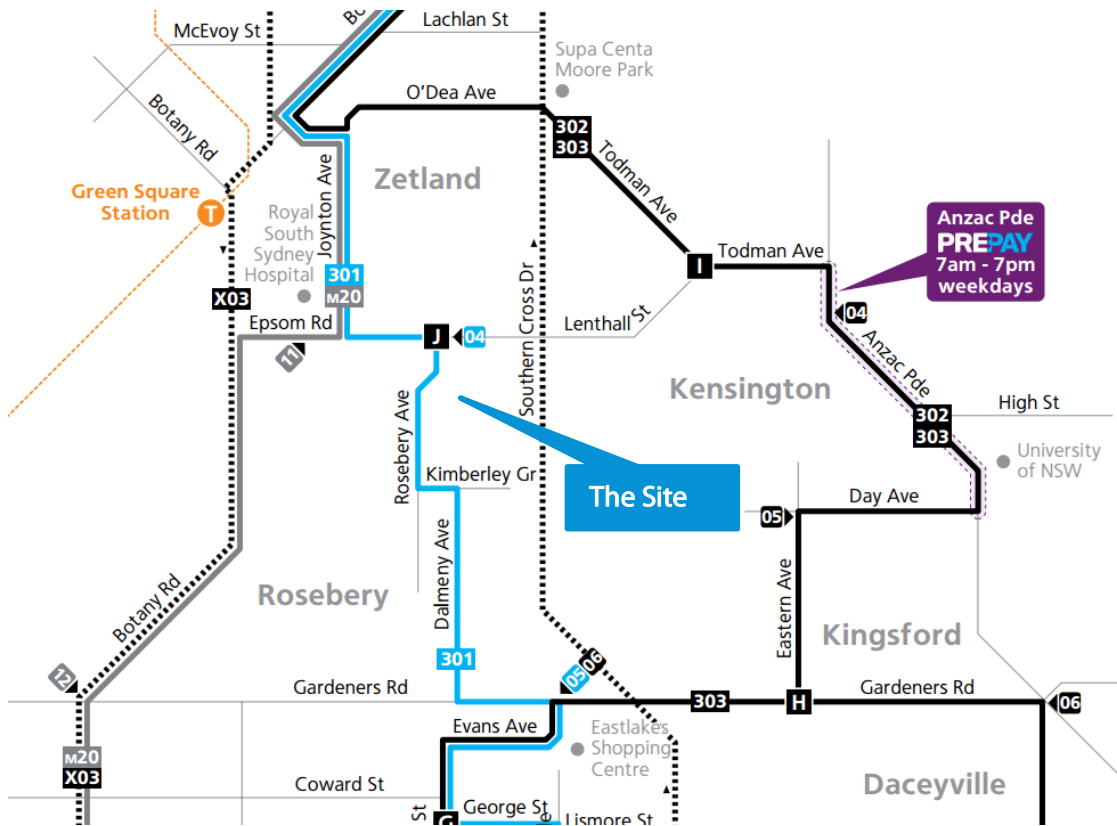 Lachlan St
Bo
McEvoy St
Supa Centa
Moore Park
O'Dea Ave
Botany Rd
302
303
Todman Ave
Zetland
Joynton Ave
Green Square
Station
T
Royal
South
Sydney
Hospital
Anzac Pde
PREPAY
7am - 7pm
weekdays
Todman Ave
I
301
M20
X03
Southern Cross Dr
04
Epsom Rd
J
04
Lenthall St
11
Anzac Pde
Kensington
302
303
High St
Rosebery Ave
University
of NSW
Kimberley Gr
The Site
Day Ave
05
Dalmeny Ave
Rosebery
Botany Rd
Eastern Ave
Kingsford
301
12
05
06
Gardeners Rd
303
H
Gardeners Rd
06
Evans Ave
Eastlakes
Shopping
Centre
M20
X03
Coward St
Daceyville
St
G
George St
Lismore St